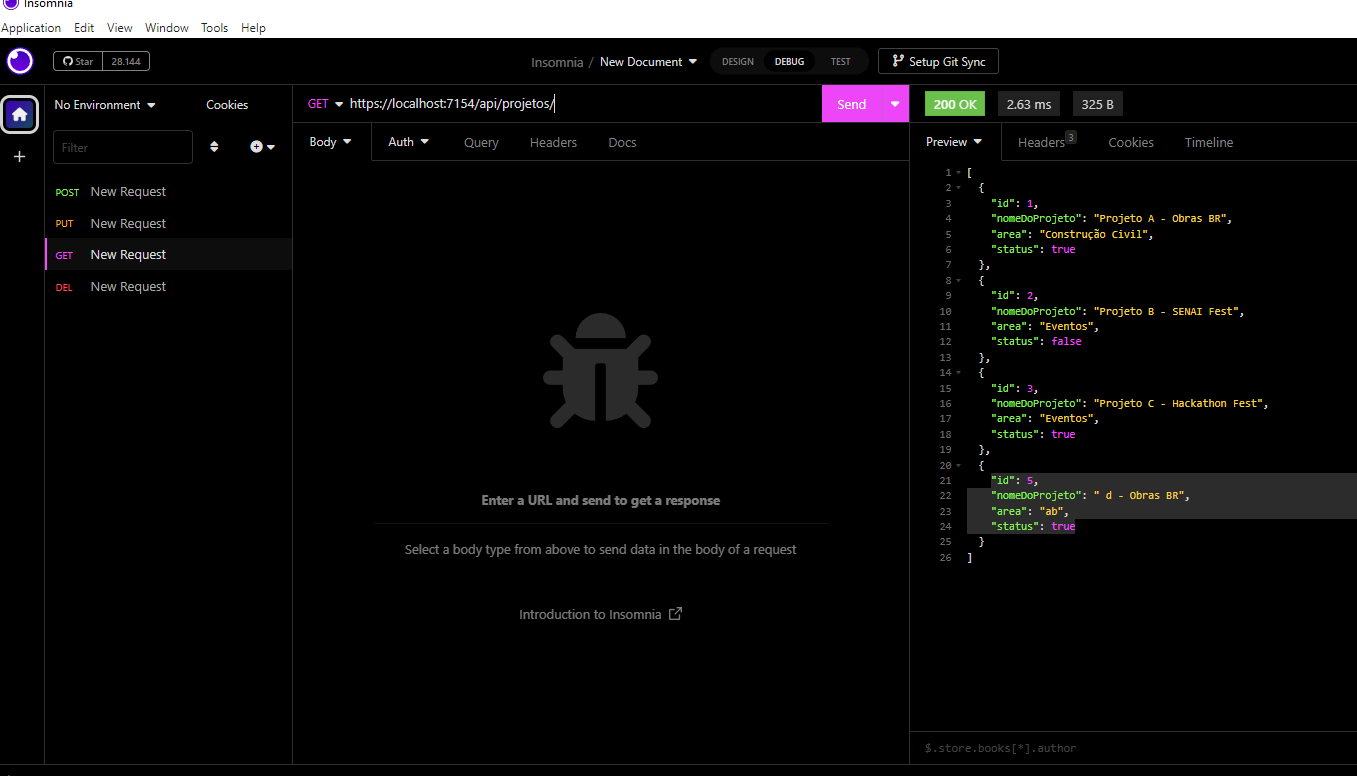 Insomnia
Application Edit View Window Tools Help
Star 28.144
Insomnia / New Document
DESIGN DEBUG TEST
Setup Git Sync
No Environment Cookies
GET https://localhost:7154/api/projetos/
Send
200 OK 2.63 ms 325 B
Filter
Body Auth Query Headers Docs
Preview Headers 3 Cookies Timeline
POST New Request
PUT New Request
GET New Request
DEL New Request
Enter a URL and send to get a response
Select a body type from above to send data in the body of a request
Introduction to Insomnia
1 [
2 {
3 "id": 1,
4 "nomeDoProjeto": "Projeto A - Obras BR",
5 "area": "Construção Civil",
6 "status": true
7 },
8 {
9 "id": 2,
10 "nomeDoProjeto": "Projeto B - SENAI Fest",
11 "area": "Eventos",
12 "status": false
13 },
14 {
15 "id": 3,
16 "nomeDoProjeto": "Projeto C - Hackathon Fest",
17 "area": "Eventos",
18 "status": true
19 },
20 {
21 "id": 5,
22 "nomeDoProjeto": " d - Obras BR",
23 "area": "ab",
24 "status": true
25 }
26 ]
$.store.books[*].author